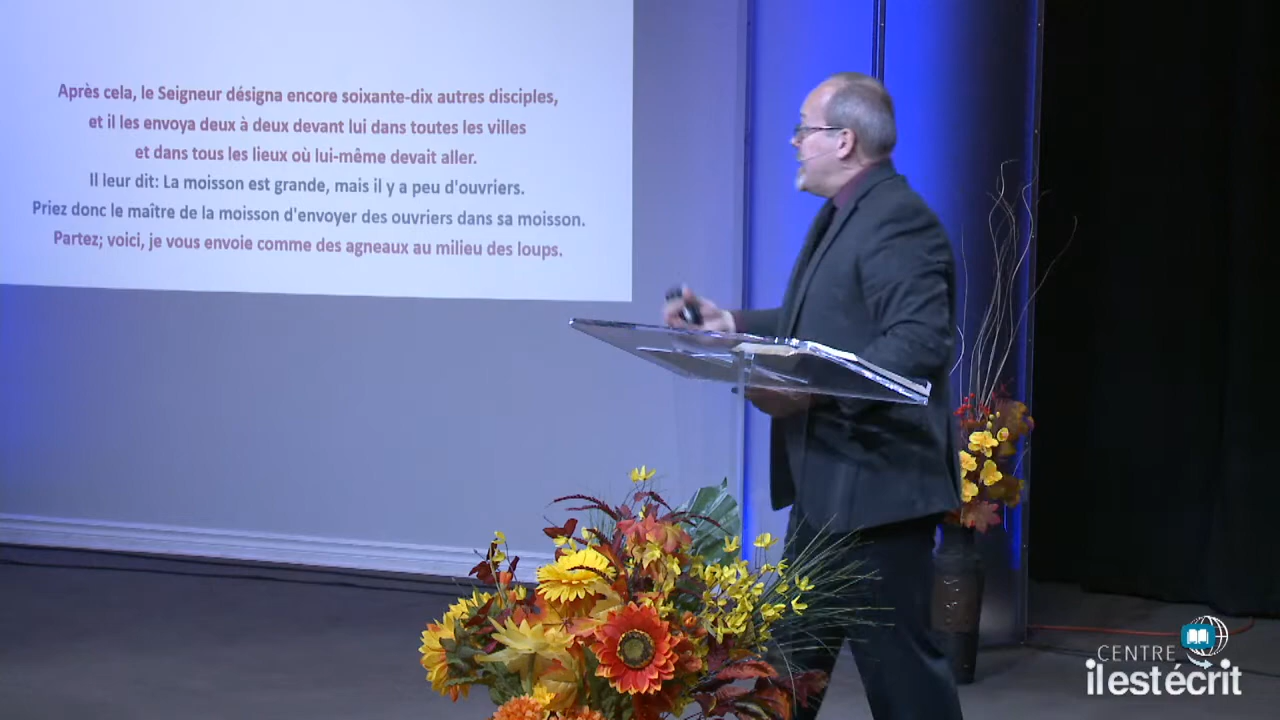 Après cela, le Seigneur désigna encore soixante-dix autres disciples,
et il les envoya deux à deux devant lui dans toutes les villes
et dans tous les lieux où lui-même devait aller.
Il leur dit: La moisson est grande, mais il y a peu d'ouvriers.
Priez donc le maître de la moisson d'envoyer des ouvriers dans sa moisson.
Partez; voici, je vous envoie comme des agneaux au milieu des loups.
CENTRE
il est écrit